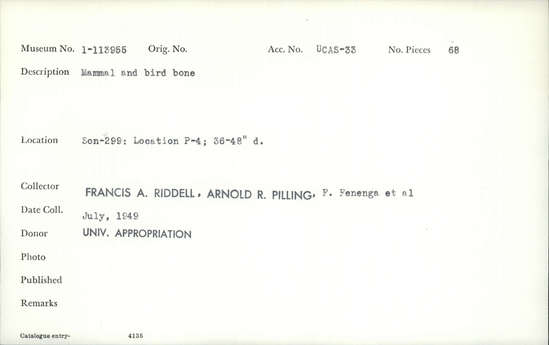 Museum No. 1-113955 Orig. No. Acc. No. UCAS-33 No. Pieces 68
Description Mammal and bird bone
Location Son-299: Location P-4; 36-48" d.
Collector FRANCIS A. RIDDELL, ARNOLD R. PILLING, F. Fenenga et al
Date Coll. July, 1949
Donor UNIV. APPROPRIATION
Photo
Published
Remarks
Catalogue entry- 4135